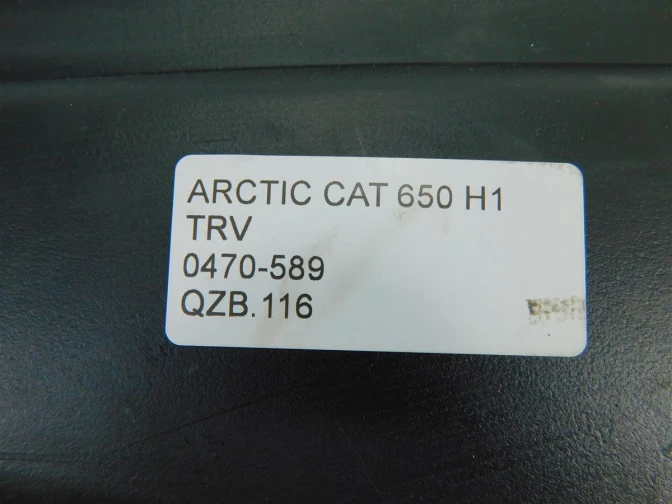 ARCTIC CAT 650 H1
TRV
0470-589
QZB.116